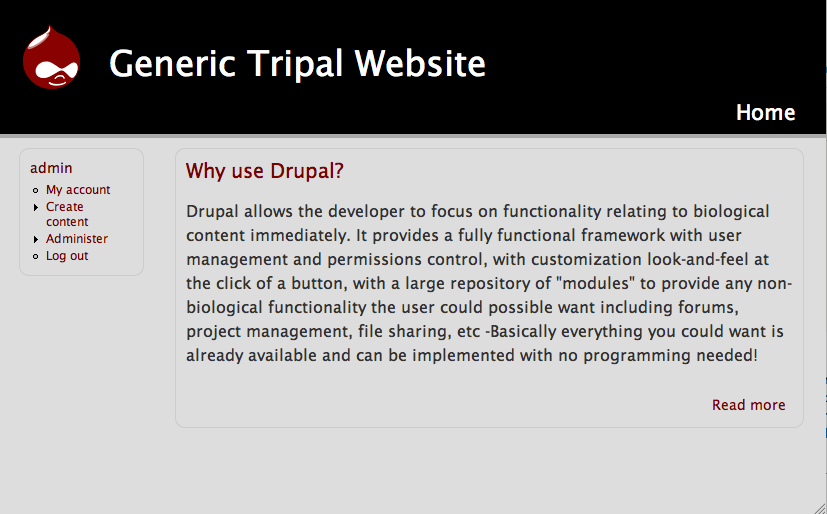 Generic Tripal Website
Home
admin
My account
Create
content
Administer
Log out
Why use Drupal?
Drupal allows the developer to focus on functionality relating to biological
content immediately. It provides a fully functional framework with user
management and permissions control, with customization look-and-feel at
the click of a button, with a large repository of "modules" to provide any non-
biological functionality the user could possible want including forums,
project management, file sharing, etc -Basically everything you could want is
already available and can be implemented with no programming needed!
Read more